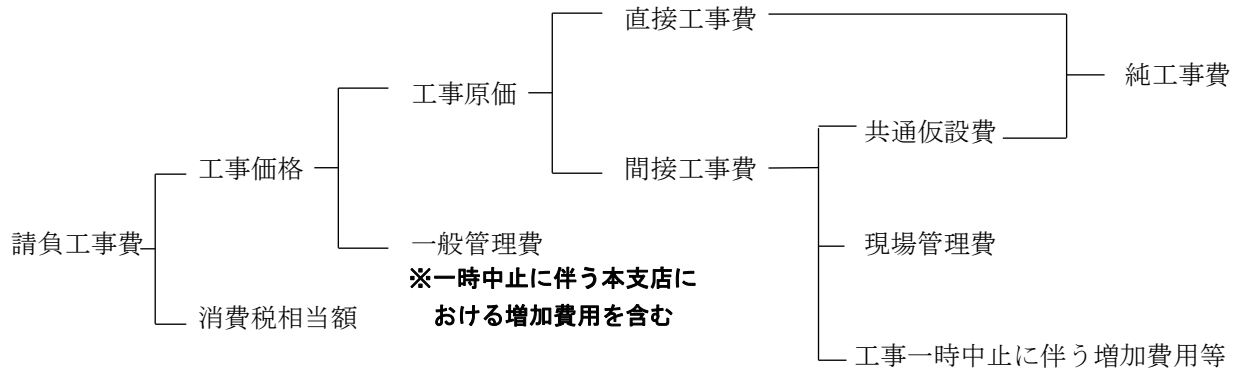 直接工事費
純工事費
工事原価
共通仮設費
工事価格
間接工事費
請負工事費
一般管理費
現場管理費
※一時中止に伴う本支店に
おける増加費用を含む
消費税相当額
工事一時中止に伴う増加費用等